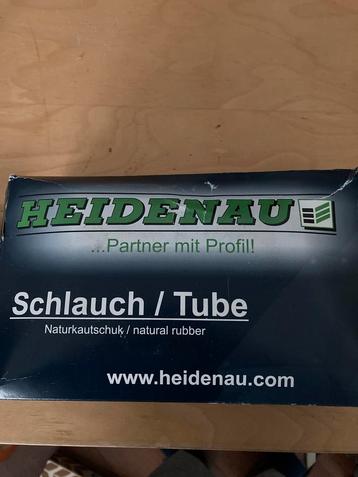 HEIDENAU
...Partner mit Profil!
Schlauch / Tube
Naturkautschuk / natural rubber
www.heidenau.com